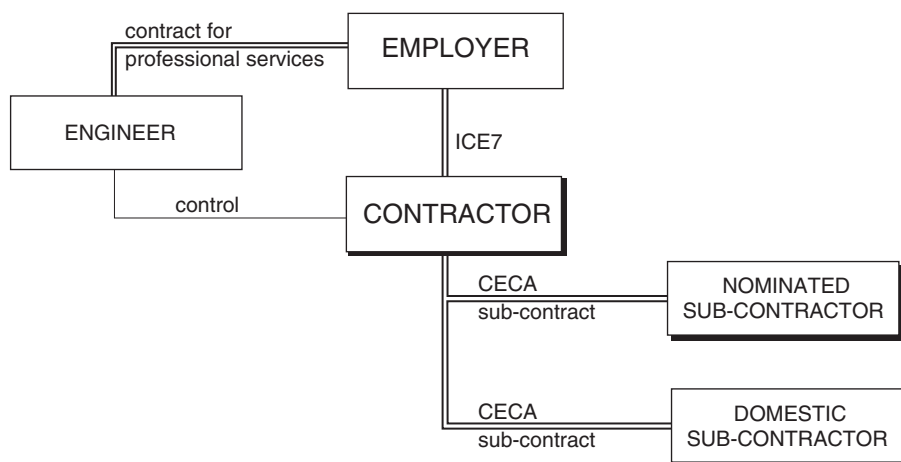 contract for
professional services
EMPLOYER
ENGINEER
ICE7
control
CONTRACTOR
CECA
sub-contract
NOMINATED
SUB-CONTRACTOR
CECA
sub-contract
DOMESTIC
SUB-CONTRACTOR